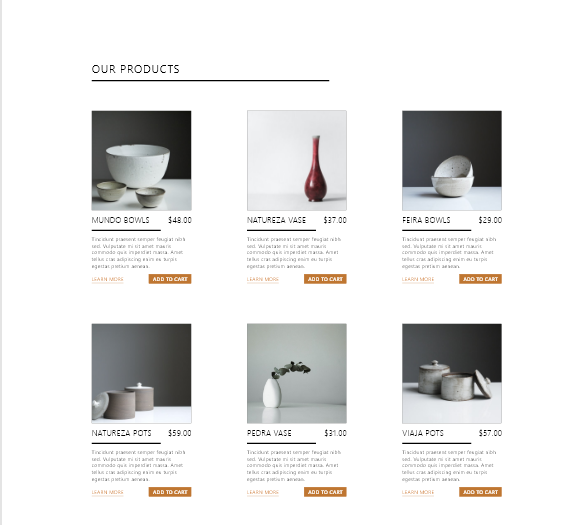 OUR PRODUCTS
MUNDO BOWLS $48.00
Tincidunt praesent semper feugiat nibh
sed. Vulputate mi sit amet mauris
commodo quis imperdiet massa. Amet
tellus cras adipiscing enim eu turpis
egestas pretium aenean.
LEARN MORE ADD TO CART
NATUREZA VASE $37.00
Tincidunt praesent semper feugiat nibh
sed. Vulputate mi sit amet mauris
commodo quis imperdiet massa. Amet
tellus cras adipiscing enim eu turpis
egestas pretium aenean.
LEARN MORE ADD TO CART
FEIRA BOWLS $29.00
Tincidunt praesent semper feugiat nibh
sed. Vulputate mi sit amet mauris
commodo quis imperdiet massa. Amet
tellus cras adipiscing enim eu turpis
egestas pretium aenean.
LEARN MORE ADD TO CART
NATUREZA POTS $59.00
Tincidunt praesent semper feugiat nibh
sed. Vulputate mi sit amet mauris
commodo quis imperdiet massa. Amet
tellus cras adipiscing enim eu turpis
egestas pretium aenean.
LEARN MORE ADD TO CART
PEDRA VASE $31.00
Tincidunt praesent semper feugiat nibh
sed. Vulputate mi sit amet mauris
commodo quis imperdiet massa. Amet
tellus cras adipiscing enim eu turpis
egestas pretium aenean.
LEARN MORE ADD TO CART
VIAJA POTS $57.00
Tincidunt praesent semper feugiat nibh
sed. Vulputate mi sit amet mauris
commodo quis imperdiet massa. Amet
tellus cras adipiscing enim eu turpis
egestas pretium aenean.
LEARN MORE ADD TO CART